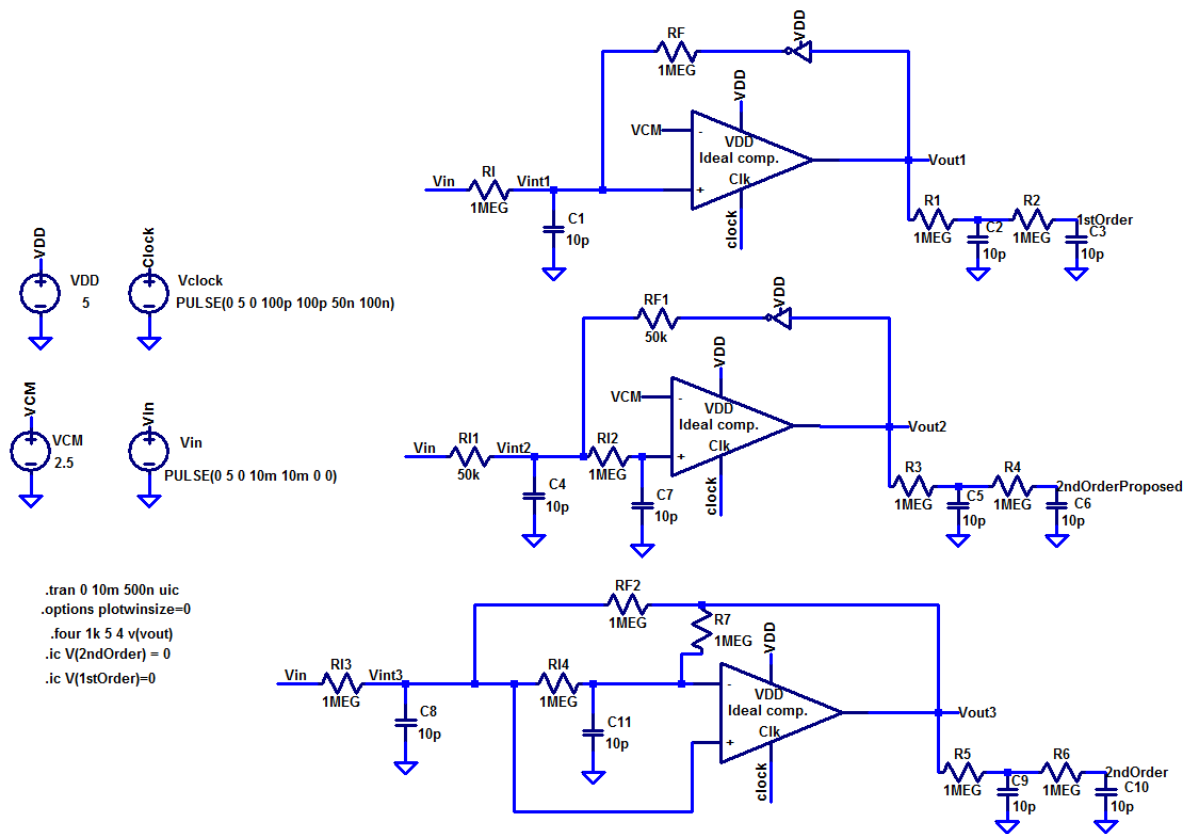 RF
1MEG
VDD
VDD
VCM
-
VDD
Ideal comp.
Clk
+
clock
Vin
RI
1MEG
Vint1
C1
10p
Vout1
R1
1MEG
C2
10p
R2
1MEG
1stOrder
C3
10p
VDD
VDD
5
Clock
Vclock
PULSE(0 5 0 100p 100p 50n 100n)
VCM
VCM
2.5
VIn
Vin
PULSE(0 5 0 10m 10m 0 0)
RF1
50k
VDD
VDD
VCM
-
VDD
Ideal comp.
Clk
+
clock
Vin
RI1
50k
Vint2
RI2
1MEG
C4
10p
C7
10p
Vout2
R3
1MEG
C5
10p
R4
1MEG
2ndOrderProposed
C6
10p
.tran 0 10m 500n uic
.options plotwinsize=0
.four 1k 5 4 v(vout)
.ic V(2ndOrder) = 0
.ic V(1stOrder)=0
RF2
1MEG
R7
1MEG
VDD
-
VDD
Ideal comp.
Clk
+
clock
Vin
RI3
1MEG
Vint3
RI4
1MEG
C8
10p
C11
10p
Vout3
R5
1MEG
C9
10p
R6
1MEG
2ndOrder
C10
10p